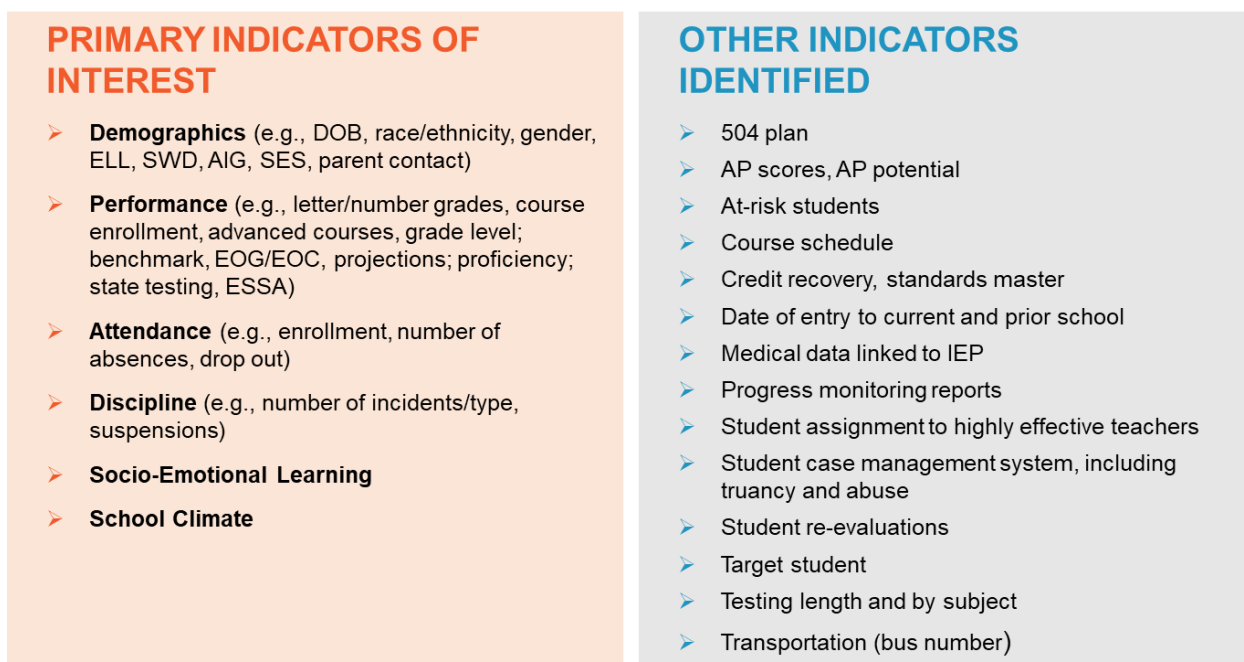 PRIMARY INDICATORS OF
INTEREST
Demographics (e.g., DOB, race/ethnicity, gender,
ELL, SWD, AIG, SES, parent contact)
Performance (e.g., letter/number grades, course
enrollment, advanced courses, grade level;
benchmark, EOG/EOC, projections; proficiency;
state testing, ESSA)
Attendance (e.g., enrollment, number of
absences, drop out)
Discipline (e.g., number of incidents/type,
suspensions)
Socio-Emotional Learning
School Climate
OTHER INDICATORS
IDENTIFIED
504 plan
AP scores, AP potential
At-risk students
Course schedule
Credit recovery, standards master
Date of entry to current and prior school
Medical data linked to IEP
Progress monitoring reports
Student assignment to highly effective teachers
Student case management system, including
truancy and abuse
Student re-evaluations
Target student
Testing length and by subject
Transportation (bus number)